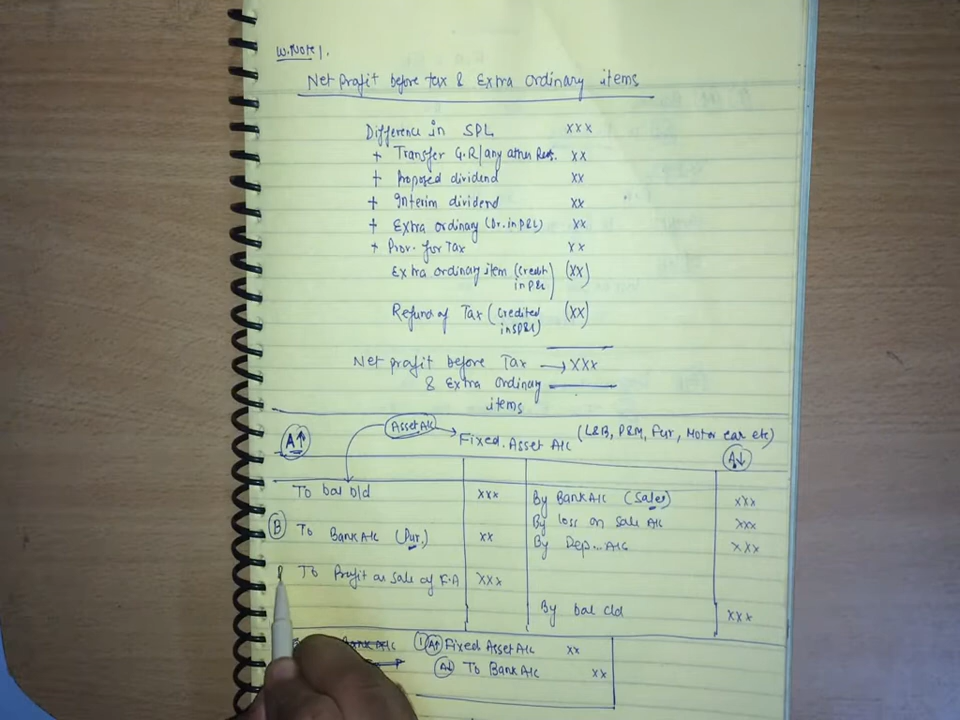 W.Note 1.
Net Profit before tax & Extra Ordinary items
Difference in SPL xxx
+ Transfer G.R/any other Res. xx
+ Proposed dividend xx
+ Interim dividend xx
+ Extra ordinary (Dr. in P&L) xx
+ Prov. for Tax xx
Extra ordinary item (credit in P&L) (xx)
Refund of Tax (credited in SP&L) (xx)
Net profit before Tax → xxx
& Extra Ordinary
items
A↑ Asset A/c Fixed Asset A/c (L&B, P&M, Fur, Motor car etc)
A↓
To bal b/d xxx By Bank A/c (Sales) xxx
By loss on sale A/c xxx
B To Bank A/c (Pur.) xx By Dep... A/c xxx
To Profit on sale of F.A xxx
By bal c/d xxx
Bank A/c 1 A↑ Fixed Asset A/c xx
A↓ To Bank A/c xx